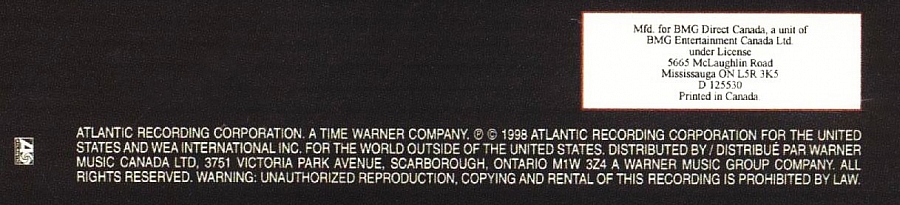 Mfd. for BMG Direct Canada, a unit of
BMG Entertainment Canada Ltd.
under License
5665 McLaughlin Road
Mississauga ON L5R 3K5
D 125530
Printed in Canada
ATLANTIC RECORDING CORPORATION. A TIME WARNER COMPANY. ℗ © 1998 ATLANTIC RECORDING CORPORATION FOR THE UNITED
STATES AND WEA INTERNATIONAL INC. FOR THE WORLD OUTSIDE OF THE UNITED STATES. DISTRIBUTED BY / DISTRIBUÉ PAR WARNER
MUSIC CANADA LTD, 3751 VICTORIA PARK AVENUE, SCARBOROUGH, ONTARIO M1W 3Z4 A WARNER MUSIC GROUP COMPANY. ALL
RIGHTS RESERVED. WARNING: UNAUTHORIZED REPRODUCTION, COPYING AND RENTAL OF THIS RECORDING IS PROHIBITED BY LAW.